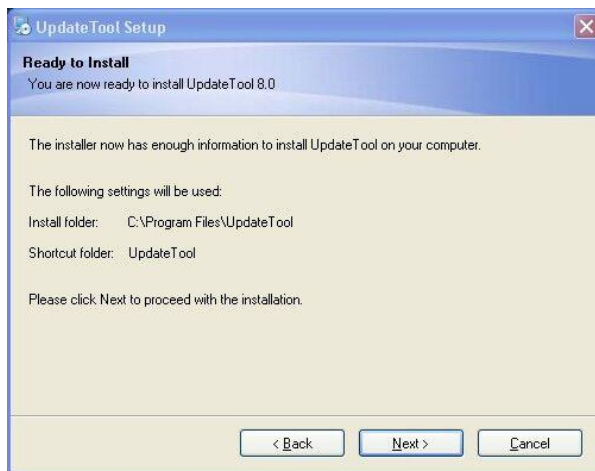 UpdateTool Setup
Ready to Install
You are now ready to install UpdateTool 8.0
The installer now has enough information to install UpdateTool on your computer.
The following settings will be used:
Install folder: C:\Program Files\UpdateTool
Shortcut folder: UpdateTool
Please click Next to proceed with the installation.
< Back Next > Cancel